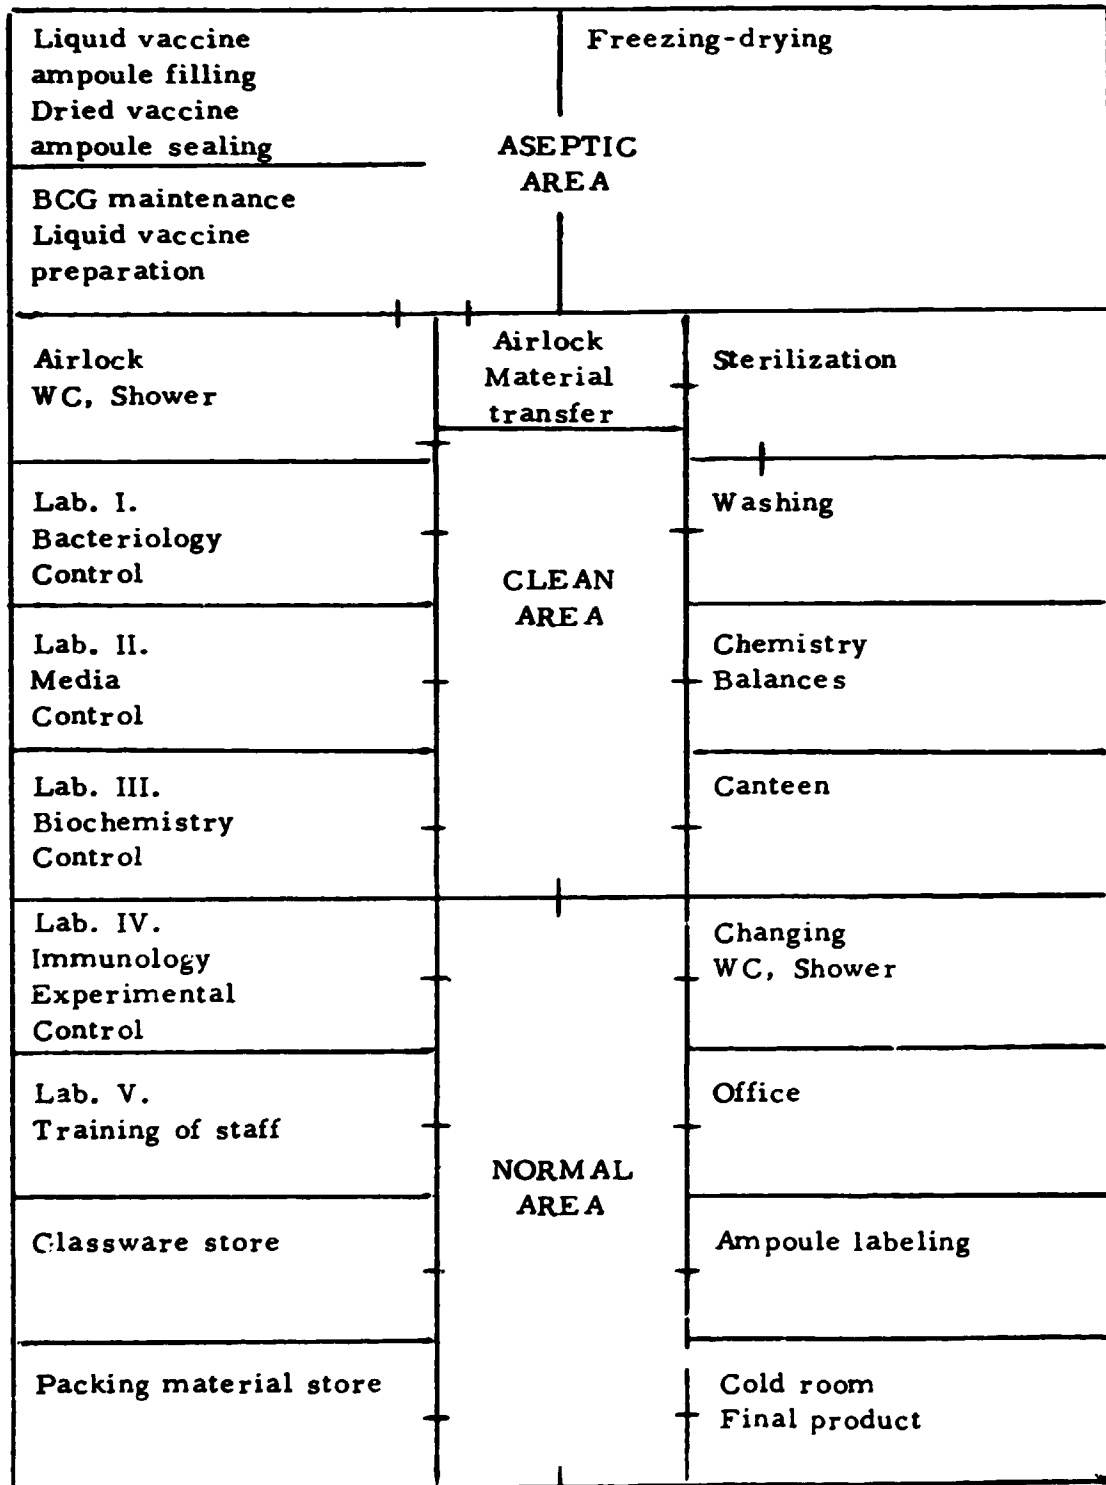 Liquid vaccine
ampoule filling
Dried vaccine
ampoule sealing
Freezing-drying
ASEPTIC
AREA
BCG maintenance
Liquid vaccine
preparation
Airlock
WC, Shower
Airlock
Material
transfer
Sterilization
Lab. I.
Bacteriology
Control
CLEAN
AREA
Washing
Lab. II.
Media
Control
Chemistry
Balances
Lab. III.
Biochemistry
Control
Canteen
Lab. IV.
Immunology
Experimental
Control
Changing
WC, Shower
Lab. V.
Training of staff
NORMAL
AREA
Office
Glassware store
Ampoule labeling
Packing material store
Cold room
Final product